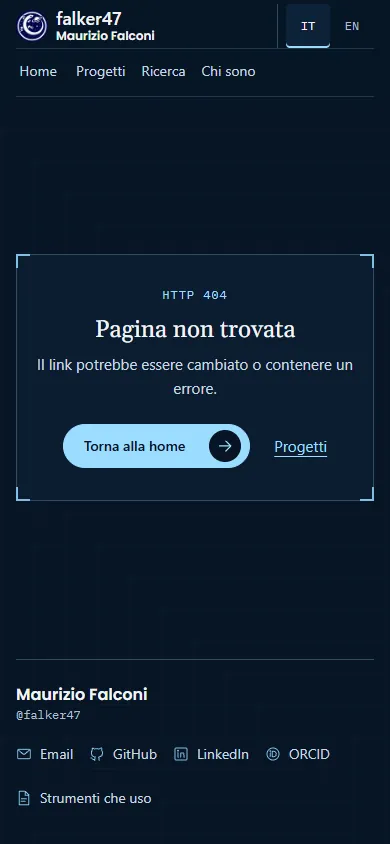 falker47
Maurizio Falconi
IT
EN
Home
Progetti
Ricerca
Chi sono
HTTP 404
Pagina non trovata
Il link potrebbe essere cambiato o contenere un
errore.
Torna alla home
Progetti
Maurizio Falconi
@falker47
Email
GitHub
LinkedIn
ORCID
Strumenti che uso